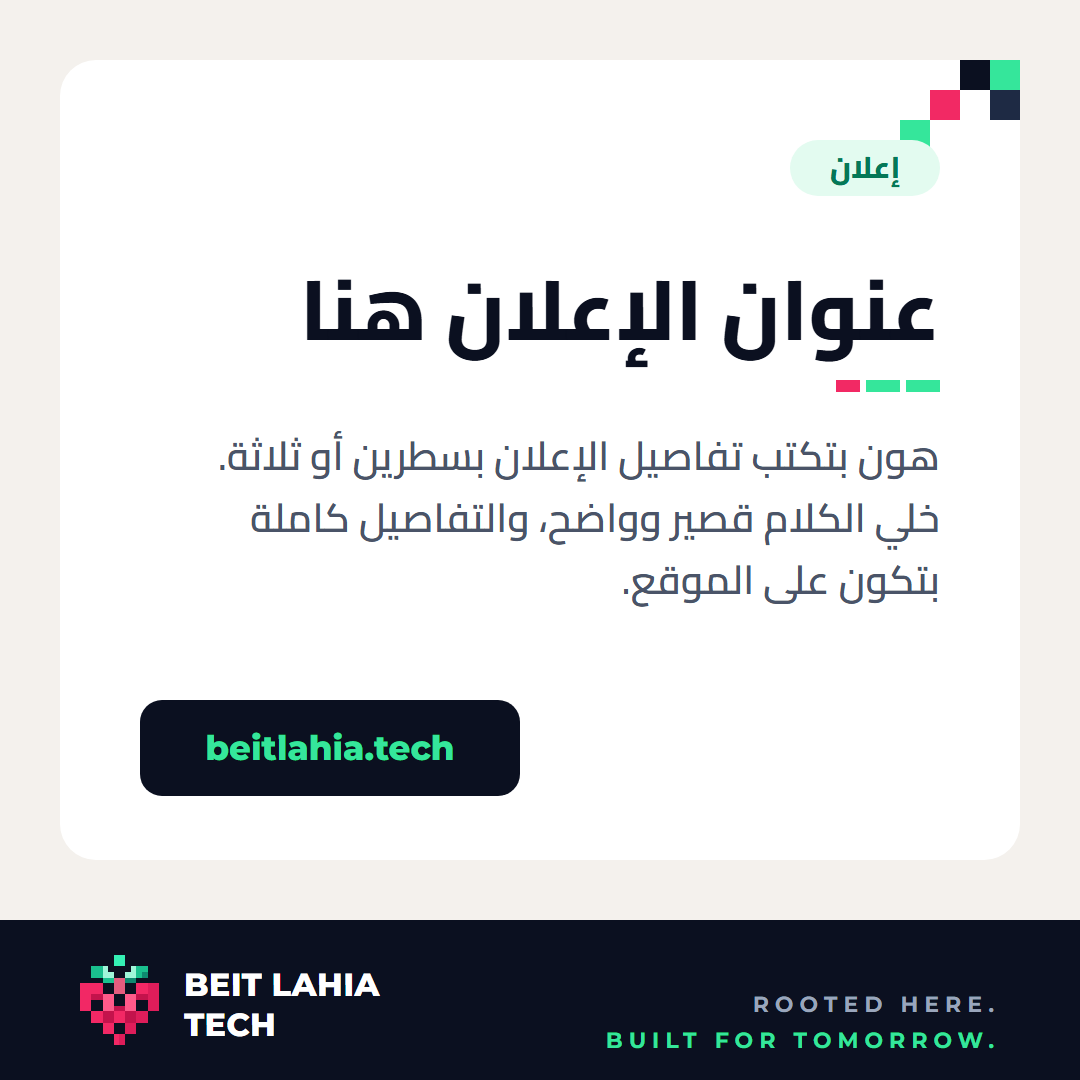 إعلان
عنوان الإعلان هنا
هون بتكتب تفاصيل الإعلان بسطرين أو ثلاثة.
خلي الكلام قصير وواضح، والتفاصيل كاملة
بتكون على الموقع.
beitlahia.tech
BEIT LAHIA
TECH
ROOTED HERE.
BUILT FOR TOMORROW.